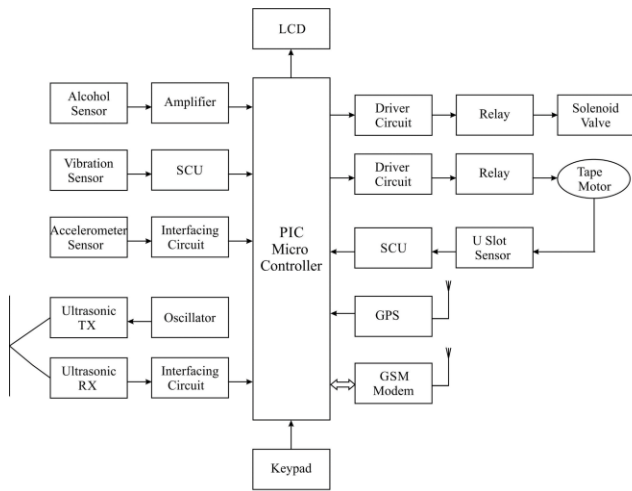 LCD
Alcohol
Sensor
Amplifier
Driver
Circuit
Relay
Solenoid
Valve
Vibration
Sensor
SCU
Driver
Circuit
Relay
Tape
Motor
Accelerometer
Sensor
Interfacing
Circuit
PIC
Micro
Controller
SCU
U Slot
Sensor
Ultrasonic
TX
Oscillator
GPS
Ultrasonic
RX
Interfacing
Circuit
GSM
Modem
Keypad